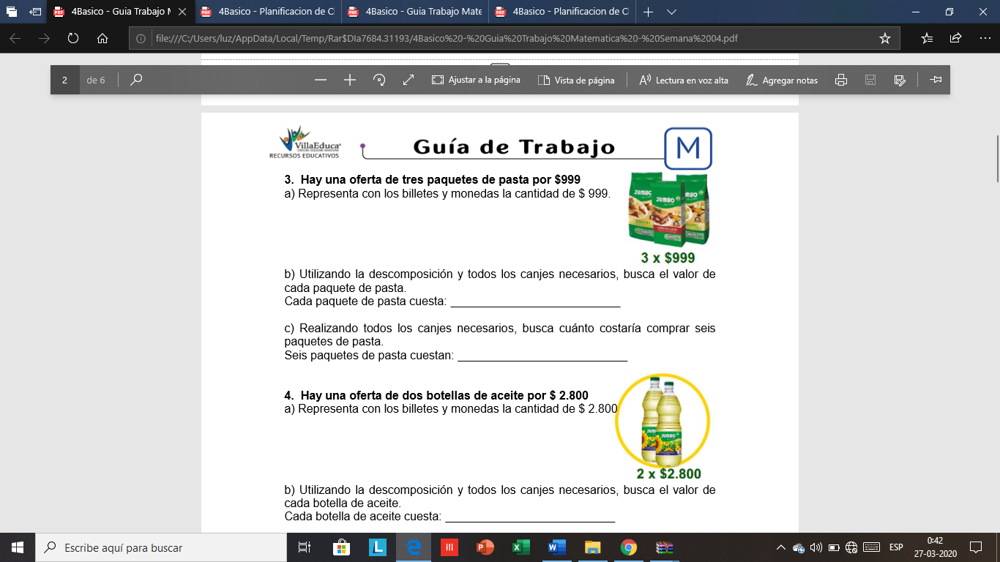 4Basico - Guia Trabajo M
4Basico - Planificacion de Cl
4Basico - Guia Trabajo Mate
4Basico - Planificacion de Cl
file:///C:/Users/luz/AppData/Local/Temp/Rar$DIa7684.31193/4Basico%20-%20Guia%20Trabajo%20Matematica%20-%20Semana%2004.pdf
2 de 6
Ajustar a la página
Vista de página
Lectura en voz alta
Agregar notas
VillaEduca
RECURSOS EDUCATIVOS
Guía de Trabajo
M
3. Hay una oferta de tres paquetes de pasta por $999
a) Representa con los billetes y monedas la cantidad de $ 999.
JUMBO
3 x $999
b) Utilizando la descomposición y todos los canjes necesarios, busca el valor de
cada paquete de pasta.
Cada paquete de pasta cuesta: __________________________
c) Realizando todos los canjes necesarios, busca cuánto costaría comprar seis
paquetes de pasta.
Seis paquetes de pasta cuestan: __________________________
4. Hay una oferta de dos botellas de aceite por $ 2.800
a) Representa con los billetes y monedas la cantidad de $ 2.800
JUMBO
2 x $2.800
b) Utilizando la descomposición y todos los canjes necesarios, busca el valor de
cada botella de aceite.
Cada botella de aceite cuesta: __________________________
Escribe aquí para buscar
ESP
0:42
27-03-2020